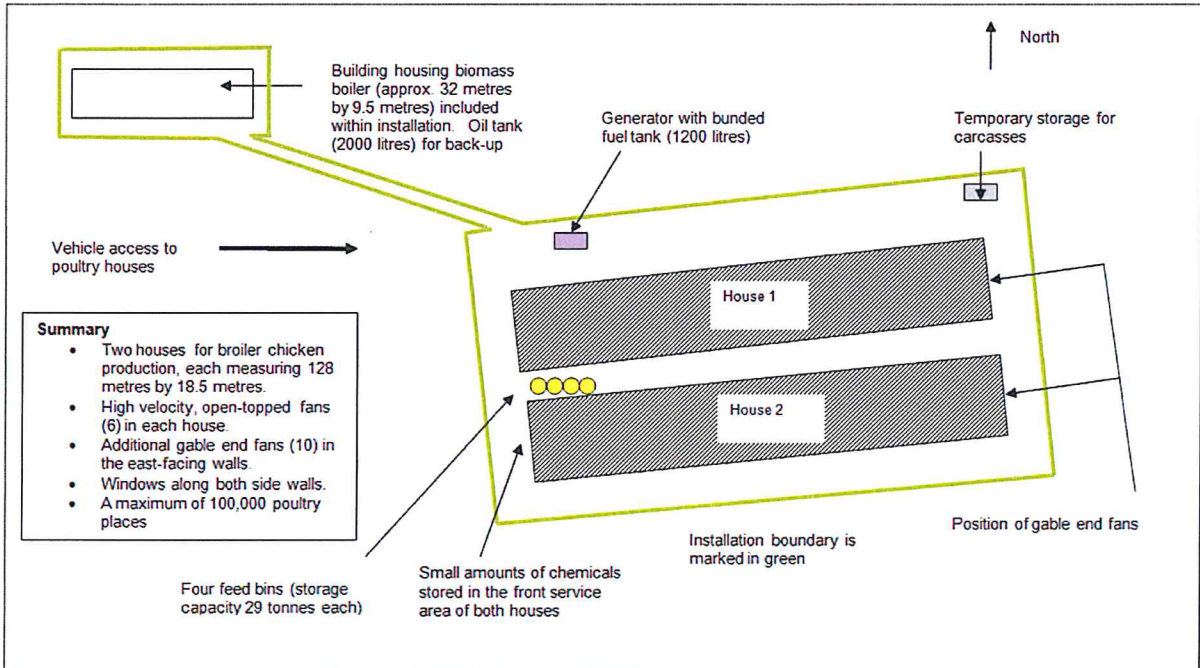 North
Building housing biomass
boiler (approx. 32 metres
by 9.5 metres) included
within installation. Oil tank
(2000 litres) for back-up
Generator with bunded
fuel tank (1200 litres)
Temporary storage for
carcasses
Vehicle access to
poultry houses
House 1
House 2
Summary
• Two houses for broiler chicken
production, each measuring 128
metres by 18.5 metres.
• High velocity, open-topped fans
(6) in each house.
• Additional gable end fans (10) in
the east-facing walls.
• Windows along both side walls.
• A maximum of 100,000 poultry
places
Position of gable end fans
Installation boundary is
marked in green
Four feed bins (storage
capacity 29 tonnes each)
Small amounts of chemicals
stored in the front service
area of both houses